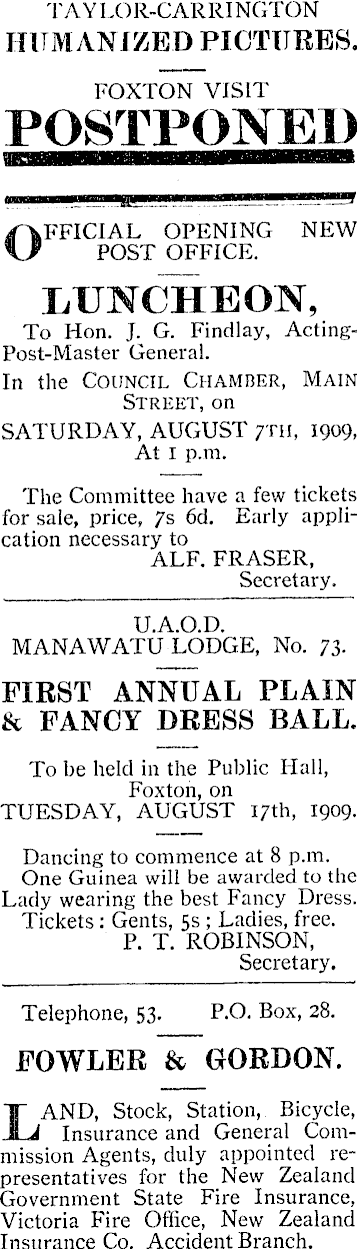 TAYLOR-CARRINGTON
HUMANIZED PICTURES.
FOXTON VISIT
POSTPONED
OFFICIAL OPENING NEW
POST OFFICE.
LUNCHEON,
To Hon. J. G. Findlay, Acting-
Post-Master General.
In the COUNCIL CHAMBER, MAIN
STREET, on
SATURDAY, AUGUST 7TH, 1909,
At 1 p.m.
The Committee have a few tickets
for sale, price, 7s 6d. Early appli-
cation necessary to
ALF. FRASER,
Secretary.
U.A.O.D.
MANAWATU LODGE, No. 73.
FIRST ANNUAL PLAIN
& FANCY DRESS BALL.
To be held in the Public Hall,
Foxton, on
TUESDAY, AUGUST 17th, 1909.
Dancing to commence at 8 p.m.
One Guinea will be awarded to the
Lady wearing the best Fancy Dress.
Tickets : Gents, 5s ; Ladies, free.
P. T. ROBINSON,
Secretary.
Telephone, 53. P.O. Box, 28.
FOWLER & GORDON.
LAND, Stock, Station, Bicycle,
Insurance and General Com-
mission Agents, duly appointed re-
presentatives for the New Zealand
Government State Fire Insurance,
Victoria Fire Office, New Zealand
Insurance Co. Accident Branch.